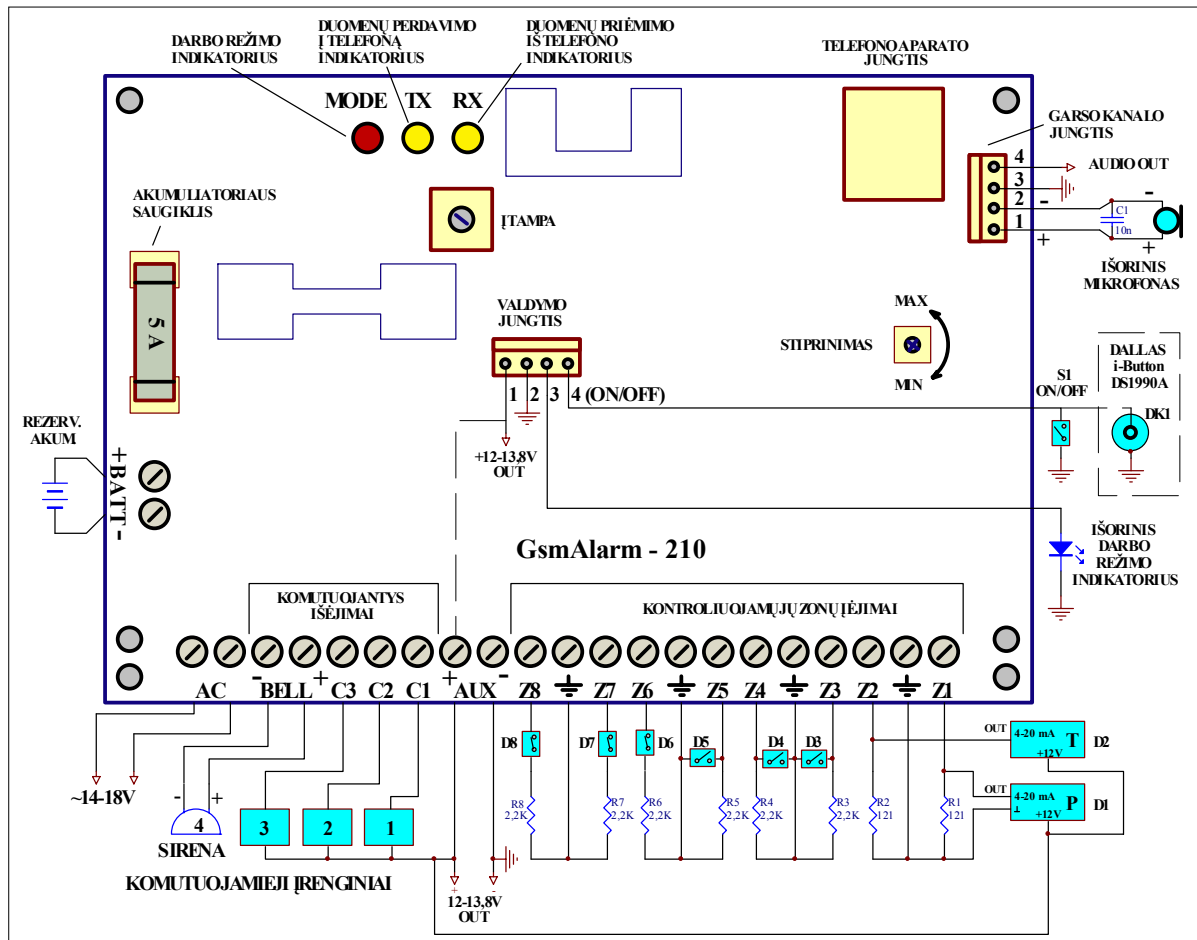 DARBO REŽIMO
INDIKATORIUS
DUOMENŲ PERDAVIMO
Į TELEFONĄ
INDIKATORIUS
DUOMENŲ PRIĖMIMO
IŠ TELEFONO
INDIKATORIUS
TELEFONO APARATO
JUNGTIS
MODE TX RX
GARSO KANALO
JUNGTIS
4
3
2
1
AUDIO OUT
-
+
C1
10n
-
+
IŠORINIS
MIKROFONAS
AKUMULIATORIAUS
SAUGIKLIS
ĮTAMPA
5 A
VALDYMO
JUNGTIS
1 2 3 4 (ON/OFF)
+12-13,8V
OUT
MAX
STIPRINIMAS
MIN
S1
ON/OFF
DALLAS
i-Button
DS1990A
DK1
REZERV.
AKUM.
+BATT-
GsmAlarm - 210
IŠORINIS
DARBO
REŽIMO
INDIKATORIUS
KOMUTUOJANTYS
IŠĖJIMAI
KONTROLIUOJAMŲJŲ ZONŲ ĮĖJIMAI
AC - BELL + C3 C2 C1 + AUX - Z8 Z7 Z6 Z5 Z4 Z3 Z2 Z1
D8 D7 D6 D5 D4 D3
OUT 4-20 mA T +12V D2
OUT 4-20 mA P ⊥ +12V D1
~14-18V
- +
4
SIRENA
3 2 1
R8 2,2K
R7 2,2K
R6 2,2K
R5 2,2K
R4 2,2K
R3 2,2K
R2 121
R1 121
KOMUTUOJAMIEJI ĮRENGINIAI
+ -
12-13,8V
OUT